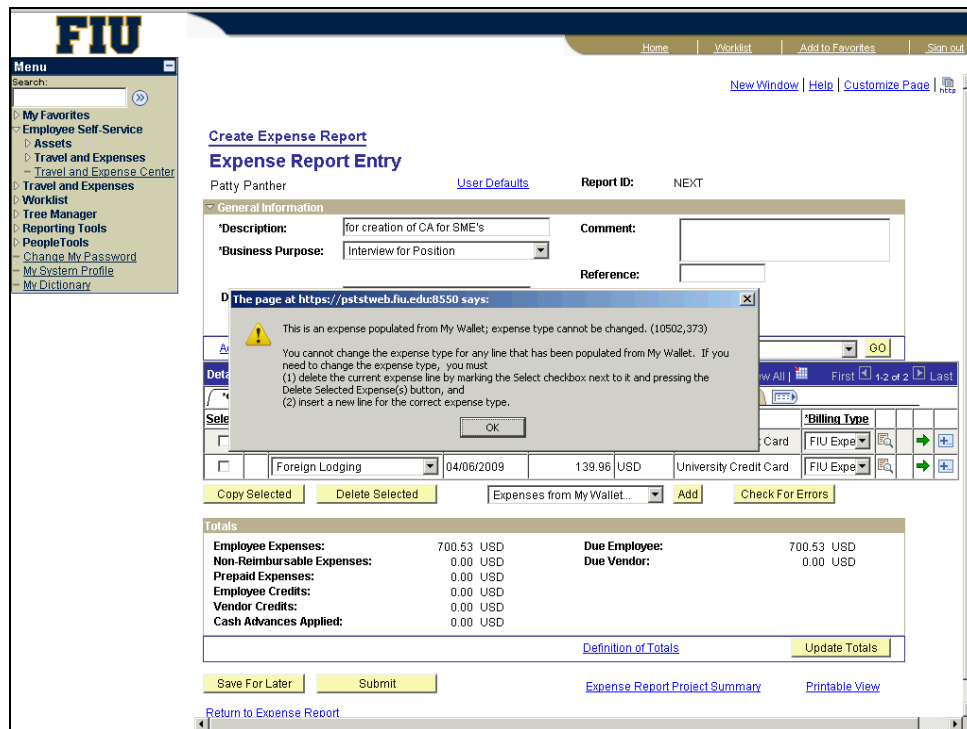 FIU
Home | Worklist | Add to Favorites | Sign out
Menu
Search:
New Window | Help | Customize Page | http
My Favorites
Employee Self-Service
Assets
Travel and Expenses
Travel and Expense Center
Travel and Expenses
Worklist
Tree Manager
Reporting Tools
PeopleTools
Change My Password
My System Profile
My Dictionary
Create Expense Report
Expense Report Entry
Patty Panther User Defaults Report ID: NEXT
General Information
*Description: for creation of CA for SME's Comment:
*Business Purpose: Interview for Position
Reference:
D
The page at https://pststweb.fiu.edu:8550 says:
This is an expense populated from My Wallet; expense type cannot be changed. (10502,373)
You cannot change the expense type for any line that has been populated from My Wallet. If you
need to change the expense type, you must
(1) delete the current expense line by marking the Select checkbox next to it and pressing the
Delete Selected Expense(s) button, and
(2) insert a new line for the correct expense type.
OK
GO
Deta ew All | First 1-2 of 2 Last
Sele *Billing Type
Card FIU Expe
Foreign Lodging 04/06/2009 139.96 USD University Credit Card FIU Expe
Copy Selected Delete Selected Expenses from My Wallet... Add Check For Errors
Totals
Employee Expenses: 700.53 USD Due Employee: 700.53 USD
Non-Reimbursable Expenses: 0.00 USD Due Vendor: 0.00 USD
Prepaid Expenses: 0.00 USD
Employee Credits: 0.00 USD
Vendor Credits: 0.00 USD
Cash Advances Applied: 0.00 USD
Definition of Totals Update Totals
Save For Later Submit Expense Report Project Summary Printable View
Return to Expense Report